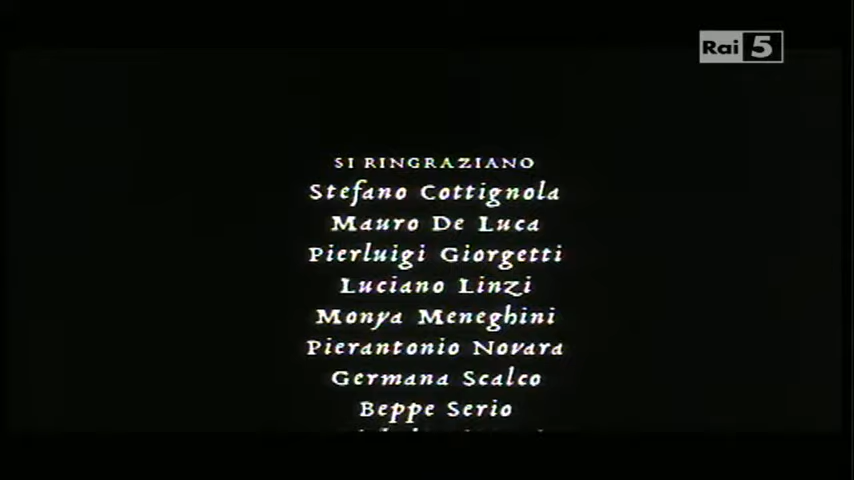 Rai 5
SI RINGRAZIANO
Stefano Cottignola
Mauro De Luca
Pierluigi Giorgetti
Luciano Linzi
Monya Meneghini
Pierantonio Novara
Germana Scalco
Beppe Serio